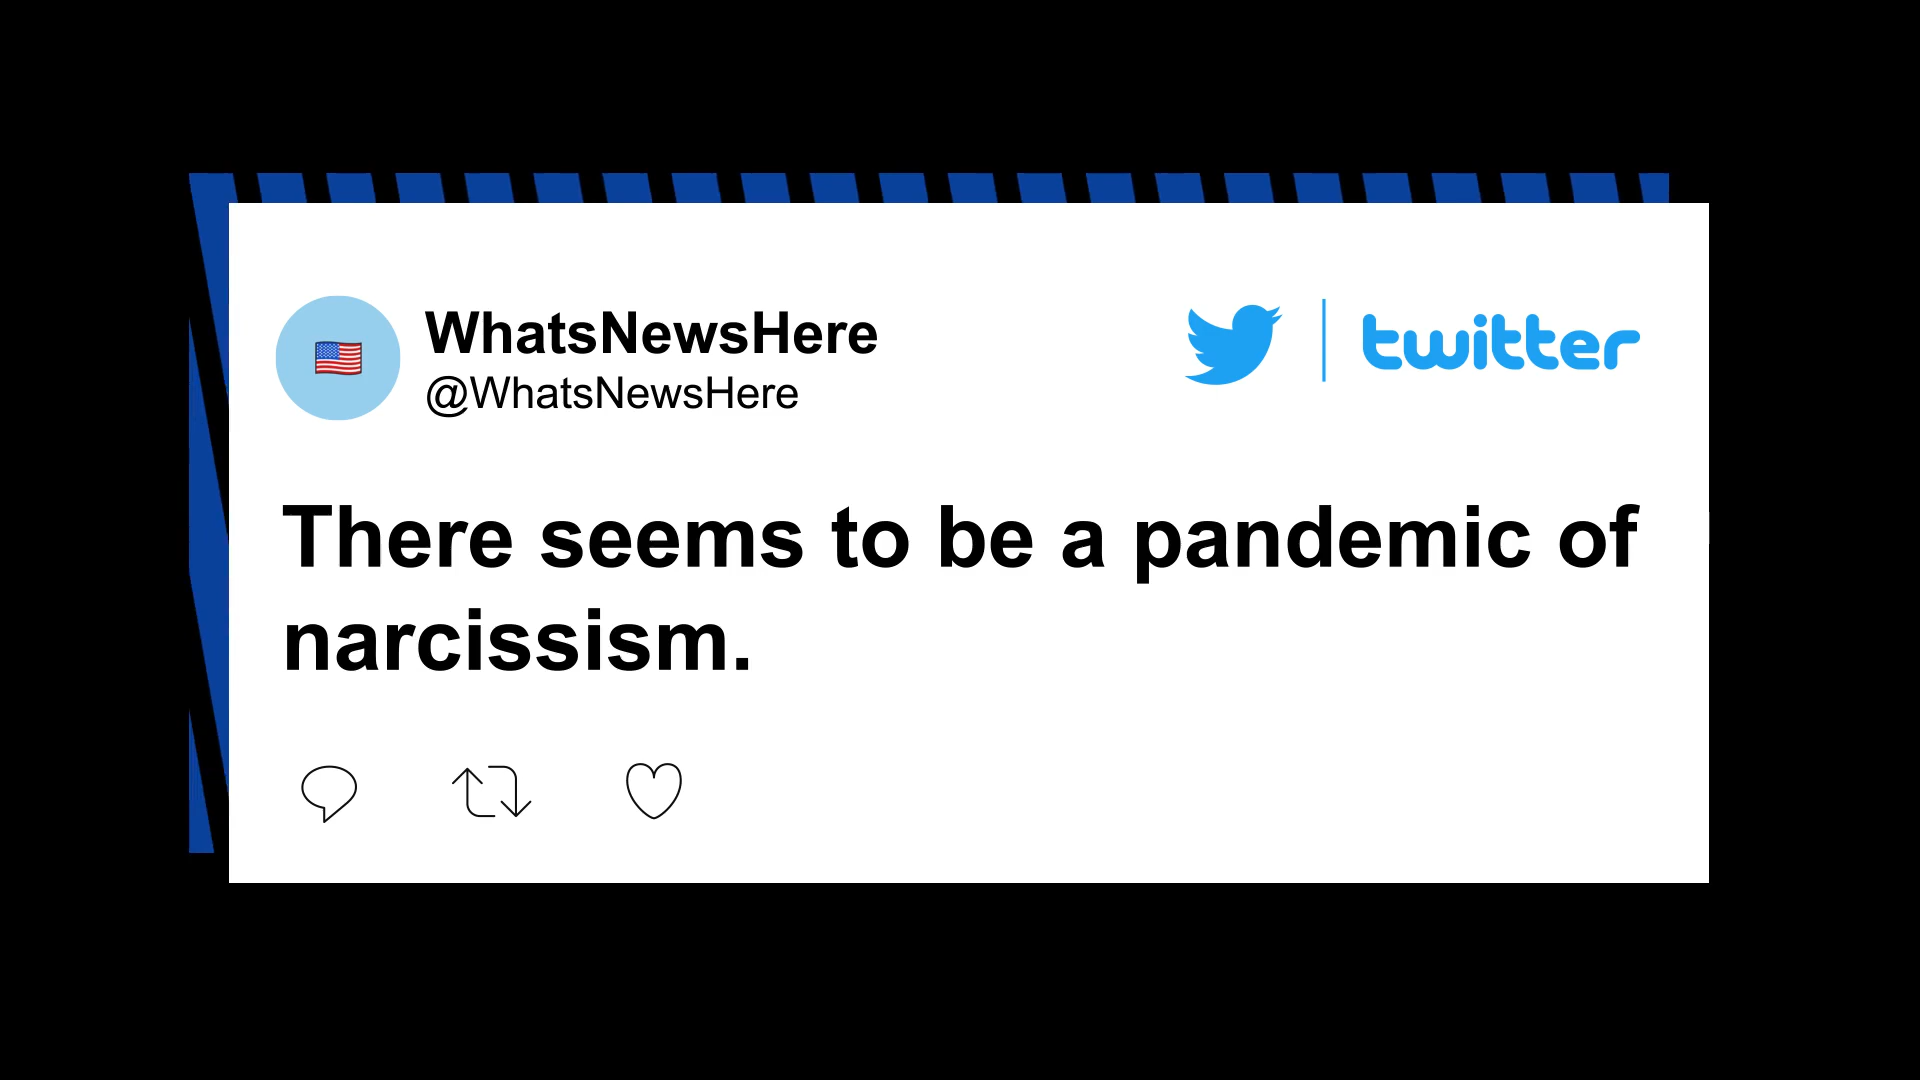 WhatsNewsHere
@WhatsNewsHere
twitter
There seems to be a pandemic of
narcissism.